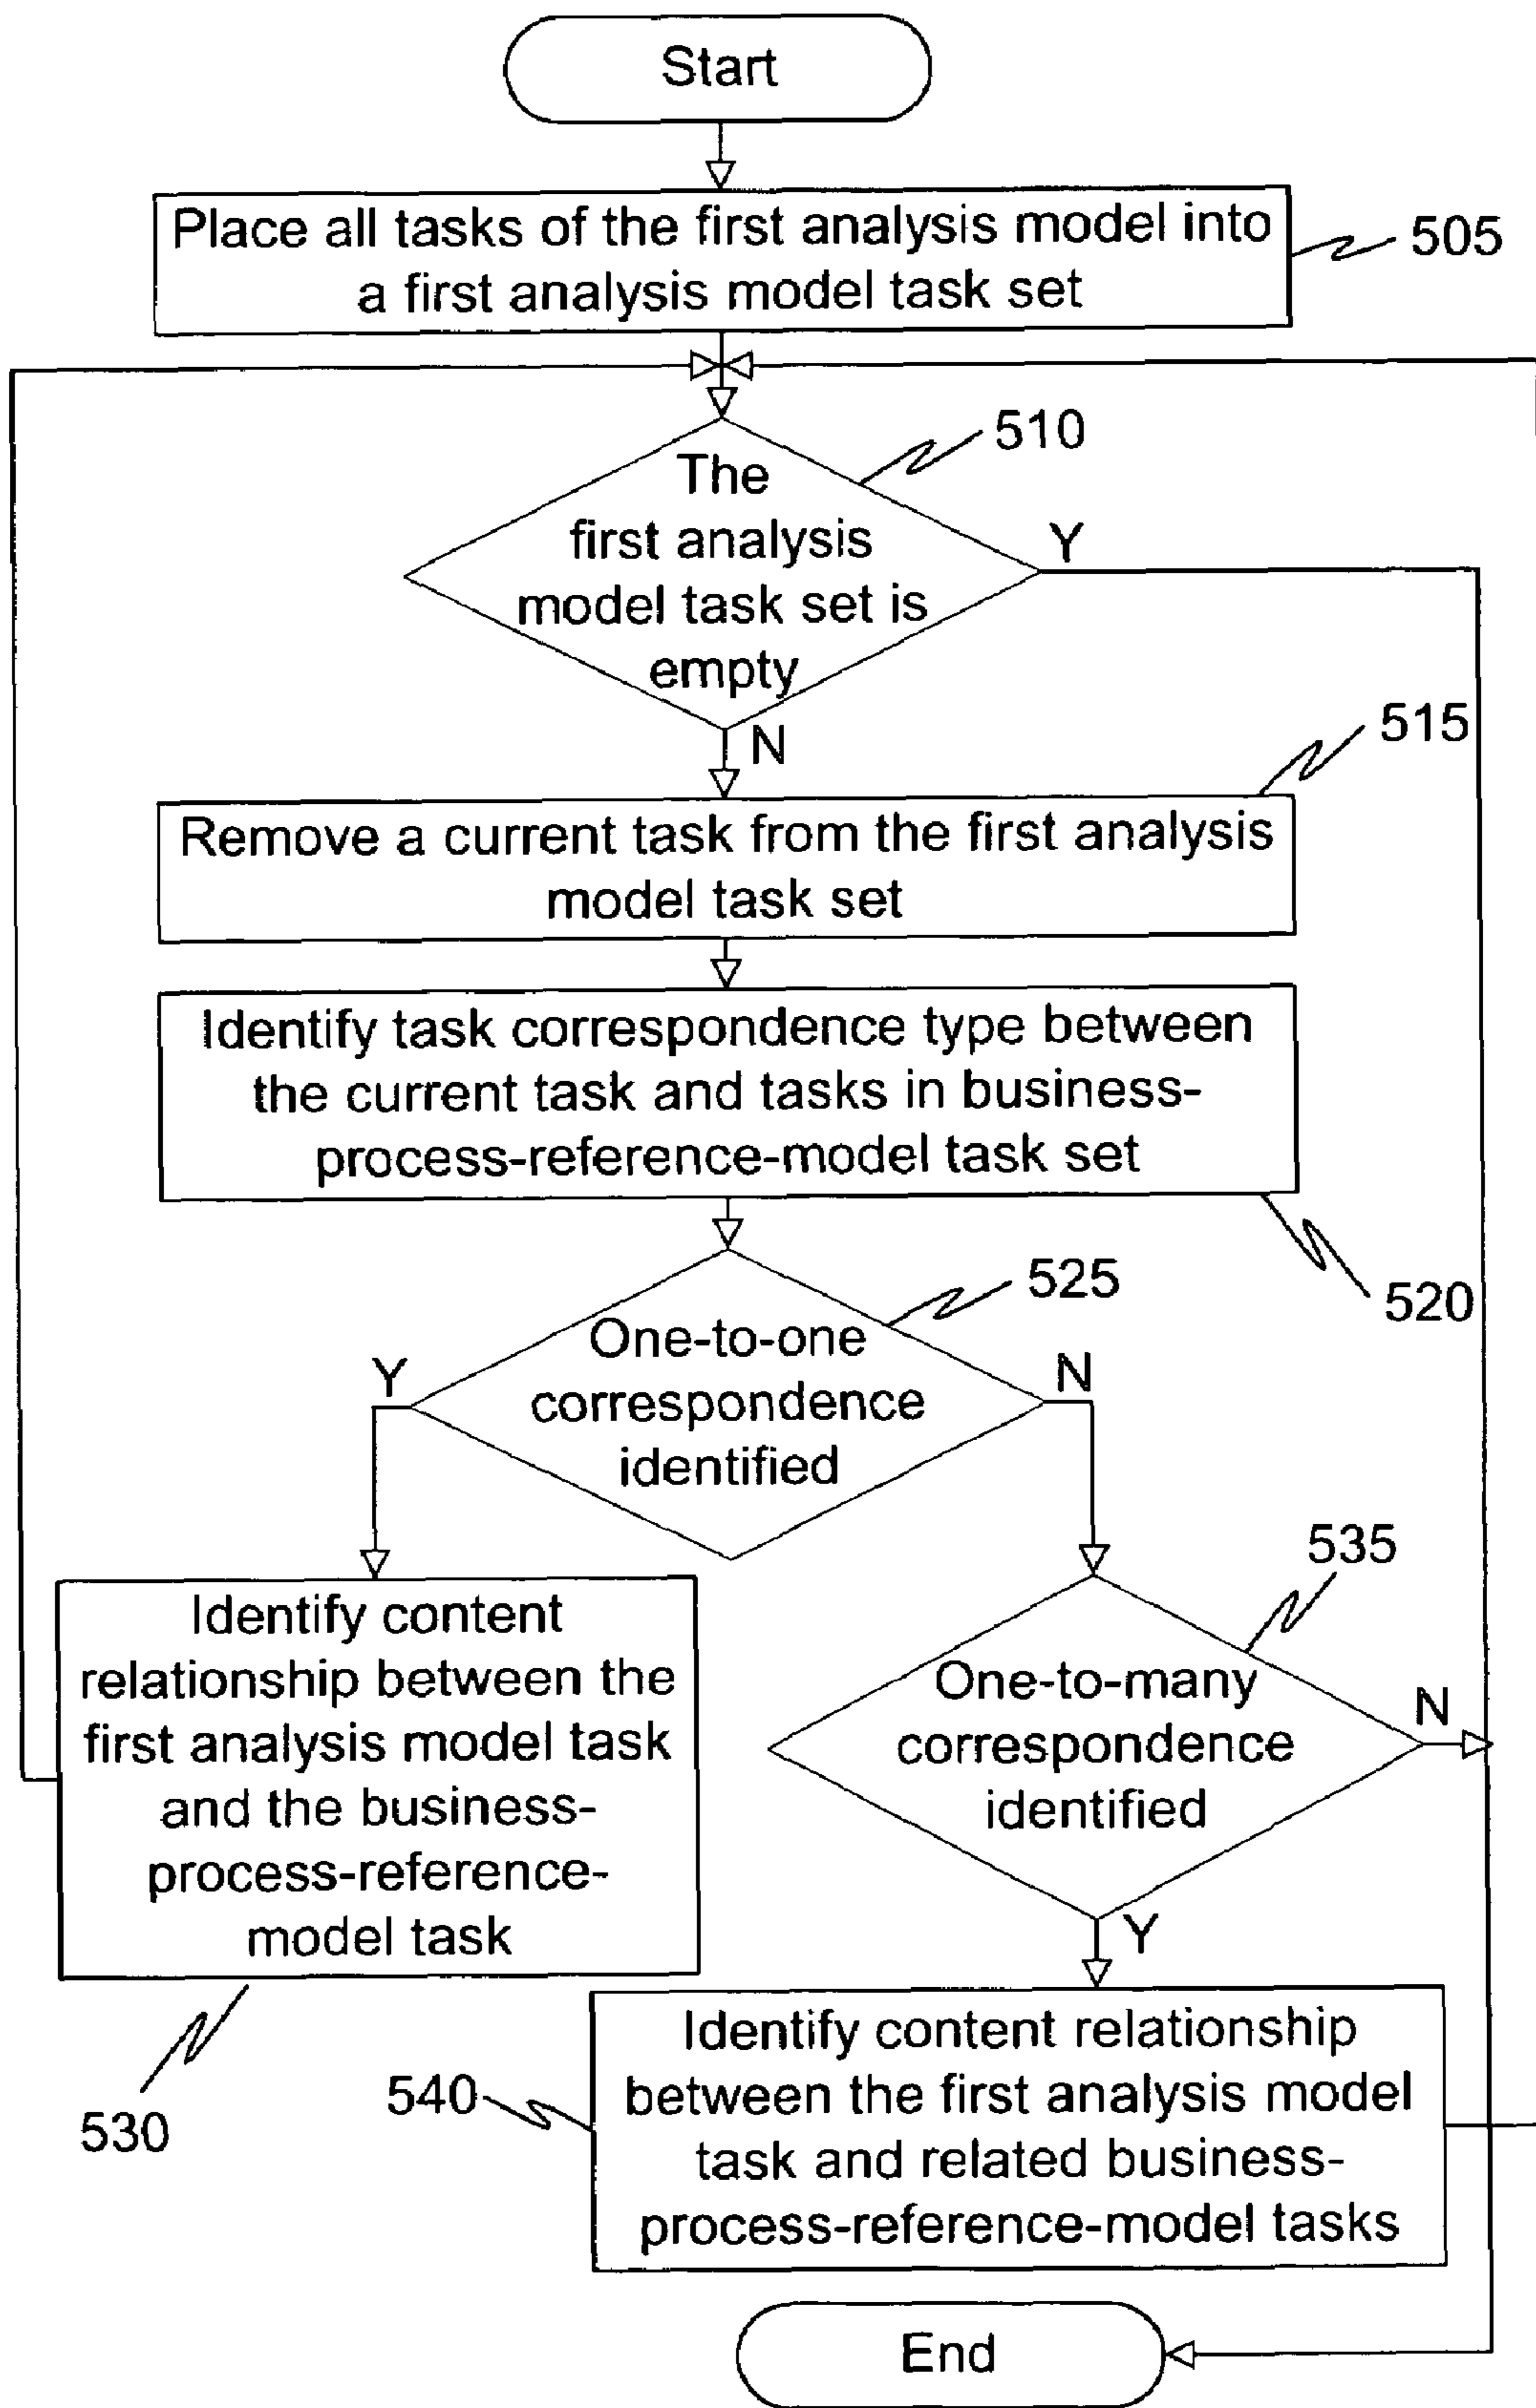 Start
Place all tasks of the first analysis model into
a first analysis model task set
505
The
first analysis
model task set is
empty
510
Y
N
515
Remove a current task from the first analysis
model task set
Identify task correspondence type between
the current task and tasks in business-
process-reference-model task set
520
525
One-to-one
correspondence
identified
Y
N
535
Identify content
relationship between the
first analysis model task
and the business-
process-reference-
model task
530
One-to-many
correspondence
identified
N
Y
540
Identify content relationship
between the first analysis model
task and related business-
process-reference-model tasks
End